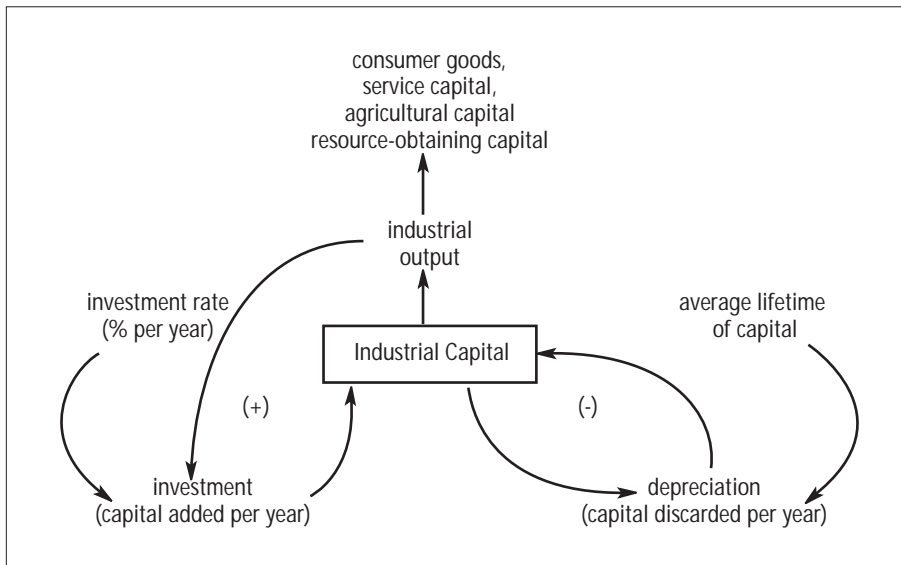 consumer goods,
service capital,
agricultural capital
resource-obtaining capital
industrial
output
investment rate
(% per year)
average lifetime
of capital
Industrial Capital
(+)
(-)
investment
(capital added per year)
depreciation
(capital discarded per year)